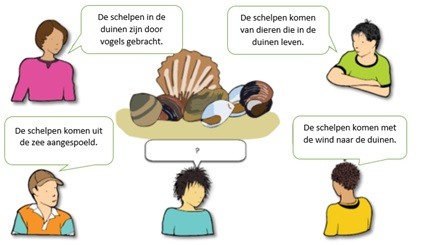 De schelpen in de
duinen zijn door
vogels gebracht.
De schelpen komen
van dieren die in de
duinen leven.
De schelpen komen uit
de zee aangespoeld.
?
De schelpen komen met
de wind naar de duinen.